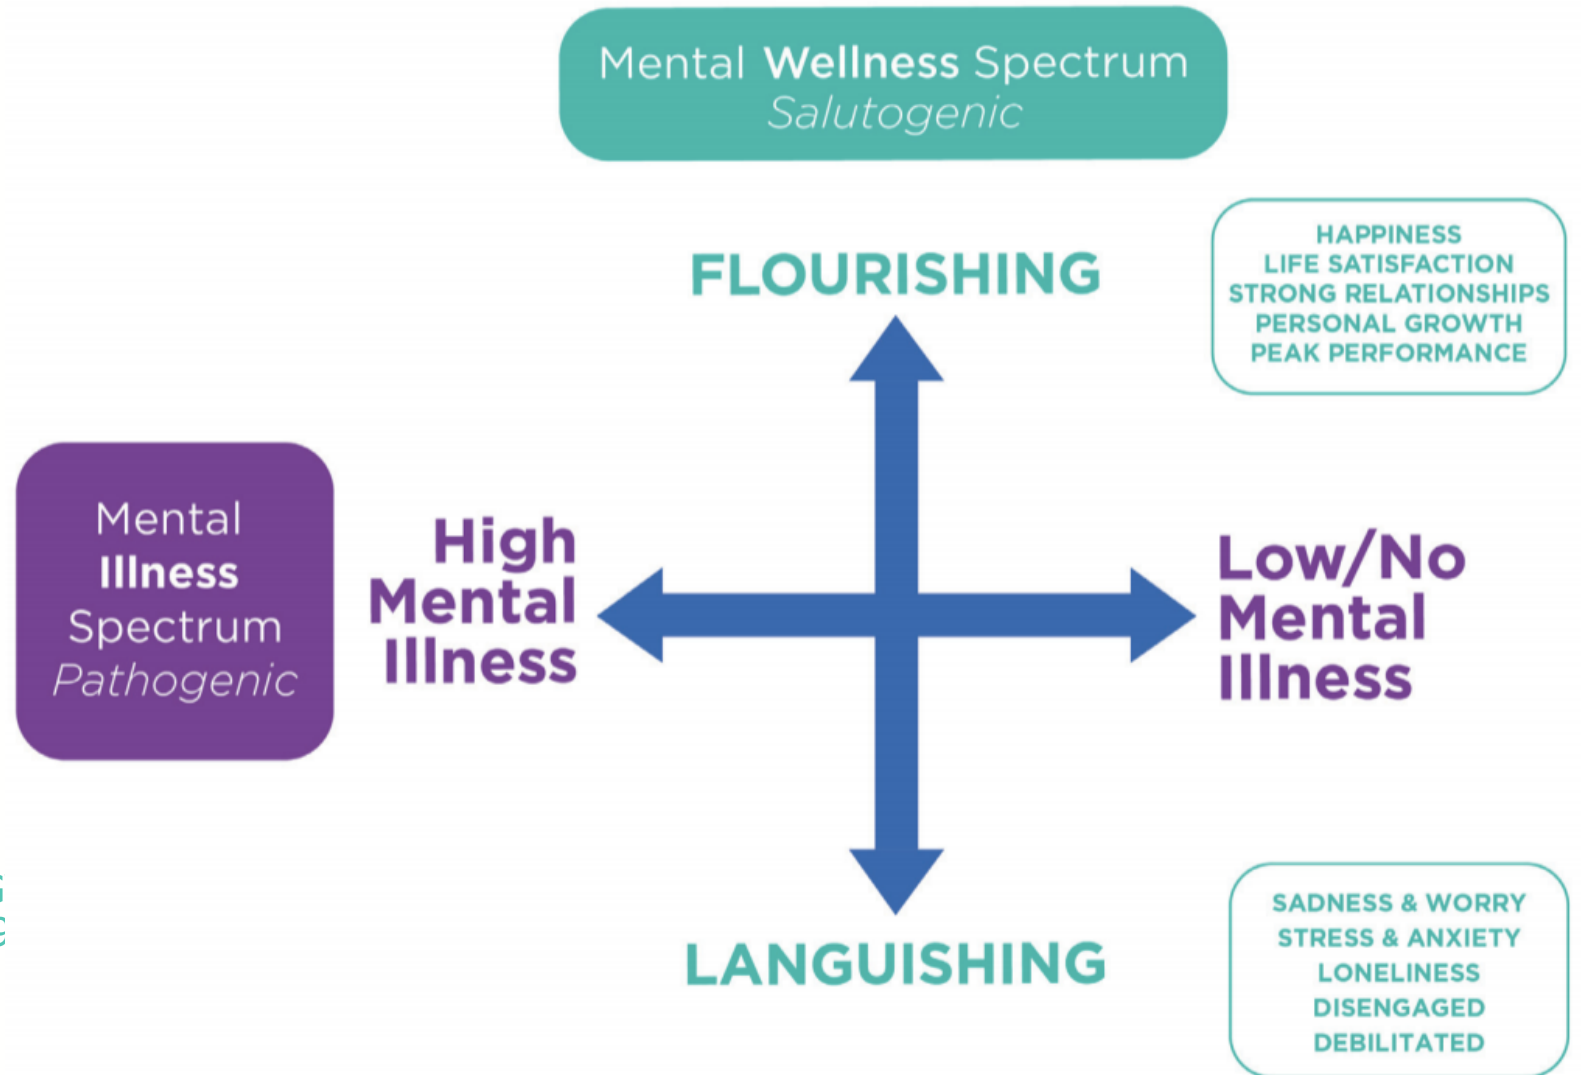 Mental Wellness Spectrum
Salutogenic
FLOURISHING
HAPPINESS
LIFE SATISFACTION
STRONG RELATIONSHIPS
PERSONAL GROWTH
PEAK PERFORMANCE
Mental
Illness
Spectrum
Pathogenic
High
Mental
Illness
Low/No
Mental
Illness
LANGUISHING
SADNESS & WORRY
STRESS & ANXIETY
LONELINESS
DISENGAGED
DEBILITATED